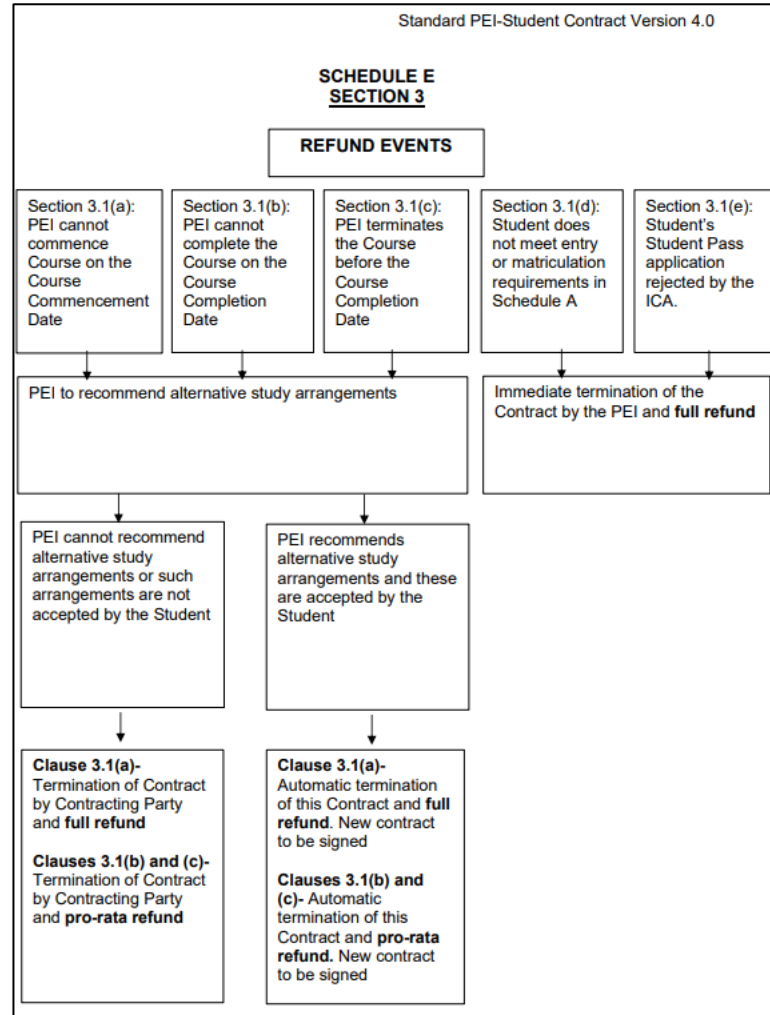 Standard PEI-Student Contract Version 4.0
SCHEDULE E
SECTION 3
REFUND EVENTS
Section 3.1(a):
PEI cannot
commence
Course on the
Course
Commencement
Date
Section 3.1(b):
PEI cannot
complete the
Course on the
Course
Completion
Date
Section 3.1(c):
PEI terminates
the Course
before the
Course
Completion
Date
Section 3.1(d):
Student does
not meet entry
or matriculation
requirements in
Schedule A
Section 3.1(e):
Student's
Student Pass
application
rejected by the
ICA.
PEI to recommend alternative study arrangements
Immediate termination of the
Contract by the PEI and full refund
PEI cannot recommend
alternative study
arrangements or such
arrangements are not
accepted by the Student
PEI recommends
alternative study
arrangements and these
are accepted by the
Student
Clause 3.1(a)-
Termination of Contract
by Contracting Party
and full refund
Clauses 3.1(b) and (c)-
Termination of Contract
by Contracting Party
and pro-rata refund
Clause 3.1(a)-
Automatic termination
of this Contract and full
refund. New contract
to be signed
Clauses 3.1(b) and
(c)- Automatic
termination of this
Contract and pro-rata
refund. New contract
to be signed